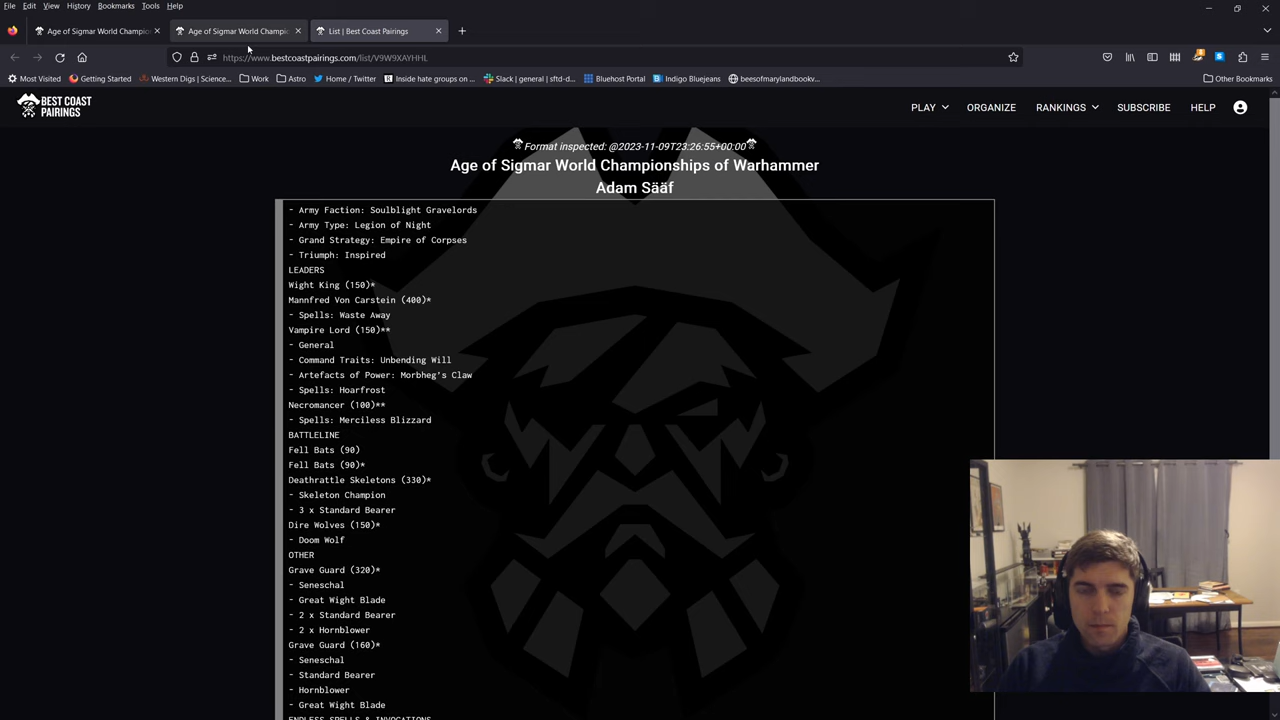 File Edit View History Bookmarks Tools Help
Age of Sigmar World Champions Age of Sigmar World Champic List | Best Coast Pairings
https://www.bestcoastpairings.com/list/V9W9XAYHHL
Most Visited Getting Started Western Digs | Science... Work Astro Home / Twitter Inside hate groups on ... Slack | general | sftd-d... Bluehost Portal Indigo Bluejeans beesofmarylandbookv... Other Bookmarks
BEST COAST
PAIRINGS
PLAY ORGANIZE RANKINGS SUBSCRIBE HELP
Format inspected: @2023-11-09T23:26:55+00:00
Age of Sigmar World Championships of Warhammer
Adam Sääf
- Army Faction: Soulblight Gravelords
- Army Type: Legion of Night
- Grand Strategy: Empire of Corpses
- Triumph: Inspired
LEADERS
Wight King (150)*
Mannfred Von Carstein (400)*
- Spells: Waste Away
Vampire Lord (150)**
- General
- Command Traits: Unbending Will
- Artefacts of Power: Morbheg's Claw
- Spells: Hoarfrost
Necromancer (100)**
- Spells: Merciless Blizzard
BATTLELINE
Fell Bats (90)
Fell Bats (90)*
Deathrattle Skeletons (330)*
- Skeleton Champion
- 3 x Standard Bearer
Dire Wolves (150)*
- Doom Wolf
OTHER
Grave Guard (320)*
- Seneschal
- Great Wight Blade
- 2 x Standard Bearer
- 2 x Hornblower
Grave Guard (160)*
- Seneschal
- Standard Bearer
- Hornblower
- Great Wight Blade
ENDLESS SPELLS & INVOCATIONS